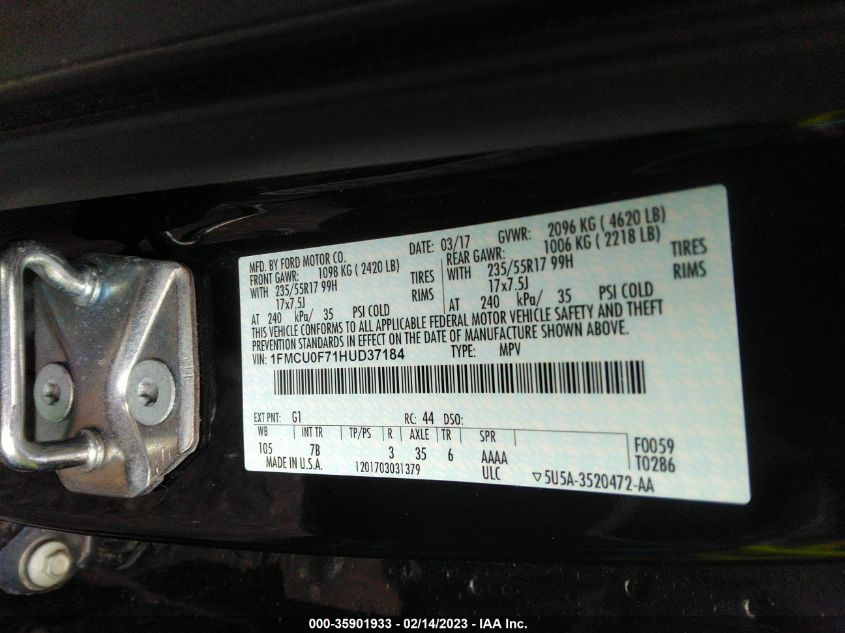 MFD. BY FORD MOTOR CO. DATE: 03/17 GVWR: 2096 KG ( 4620 LB)
FRONT GAWR: 1098 KG ( 2420 LB) REAR GAWR: 1006 KG ( 2218 LB)
WITH 235/55R17 99H TIRES WITH 235/55R17 99H TIRES
17x7.5J RIMS 17x7.5J RIMS
AT 240 kPa/ 35 PSI COLD AT 240 kPa/ 35 PSI COLD
THIS VEHICLE CONFORMS TO ALL APPLICABLE FEDERAL MOTOR VEHICLE SAFETY AND THEFT
PREVENTION STANDARDS IN EFFECT ON THE DATE OF MANUFACTURE SHOWN ABOVE.
VIN: 1FMCU0F71HUD37184 TYPE: MPV
EXT PNT: G1 RC: 44 DSO:
WB INT TR TP/PS R AXLE TR SPR F0059
105 7B 3 35 6 AAAA T0286
MADE IN U.S.A. 1201703031379 ULC ▽5U5A-3520472-AA
000-35901933 - 02/14/2023 - IAA Inc.